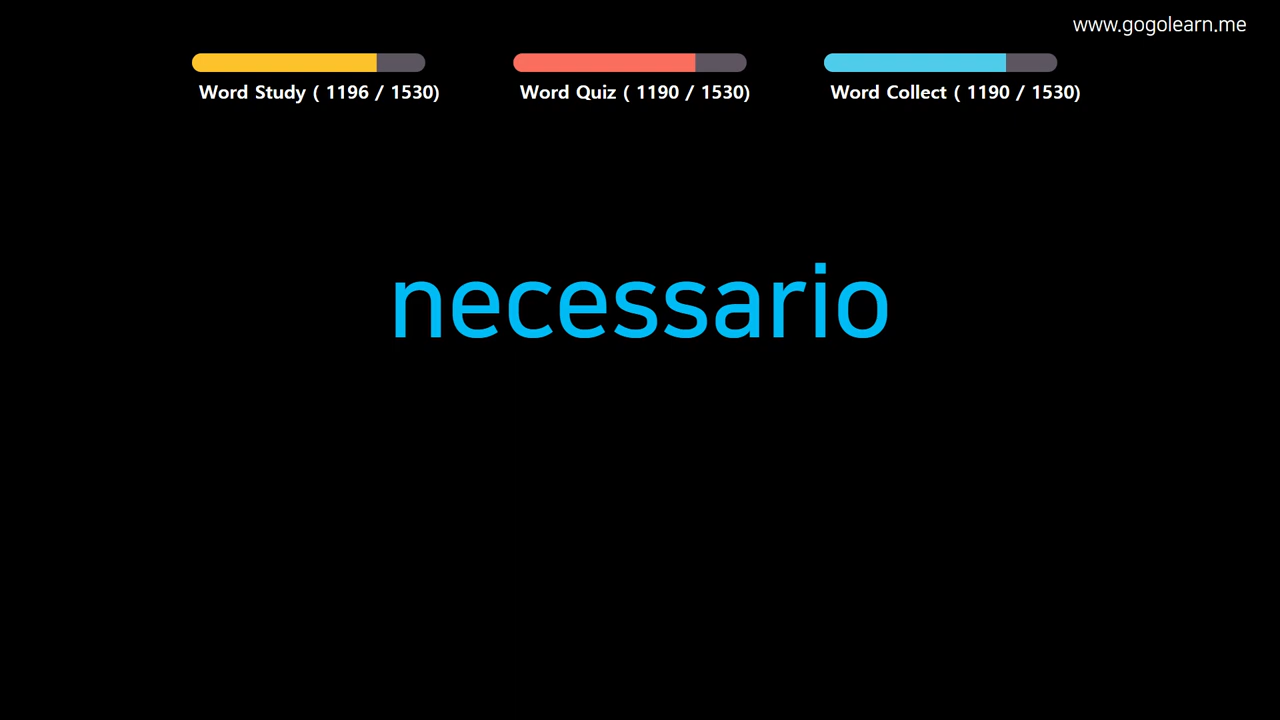 www.gogolearn.me
Word Study ( 1196 / 1530)
Word Quiz ( 1190 / 1530)
Word Collect ( 1190 / 1530)
necessario